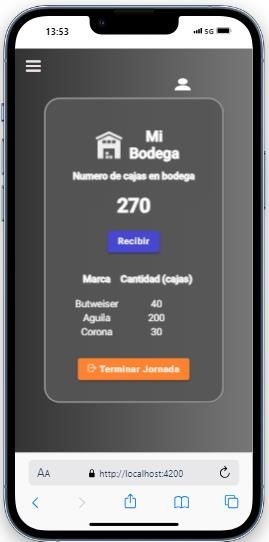 13:53
5G
Mi
Bodega
Numero de cajas en bodega
270
Recibir
Marca Cantidad (cajas)
Butweiser 40
Aguila 200
Corona 30
Terminar Jornada
AA http://localhost:4200